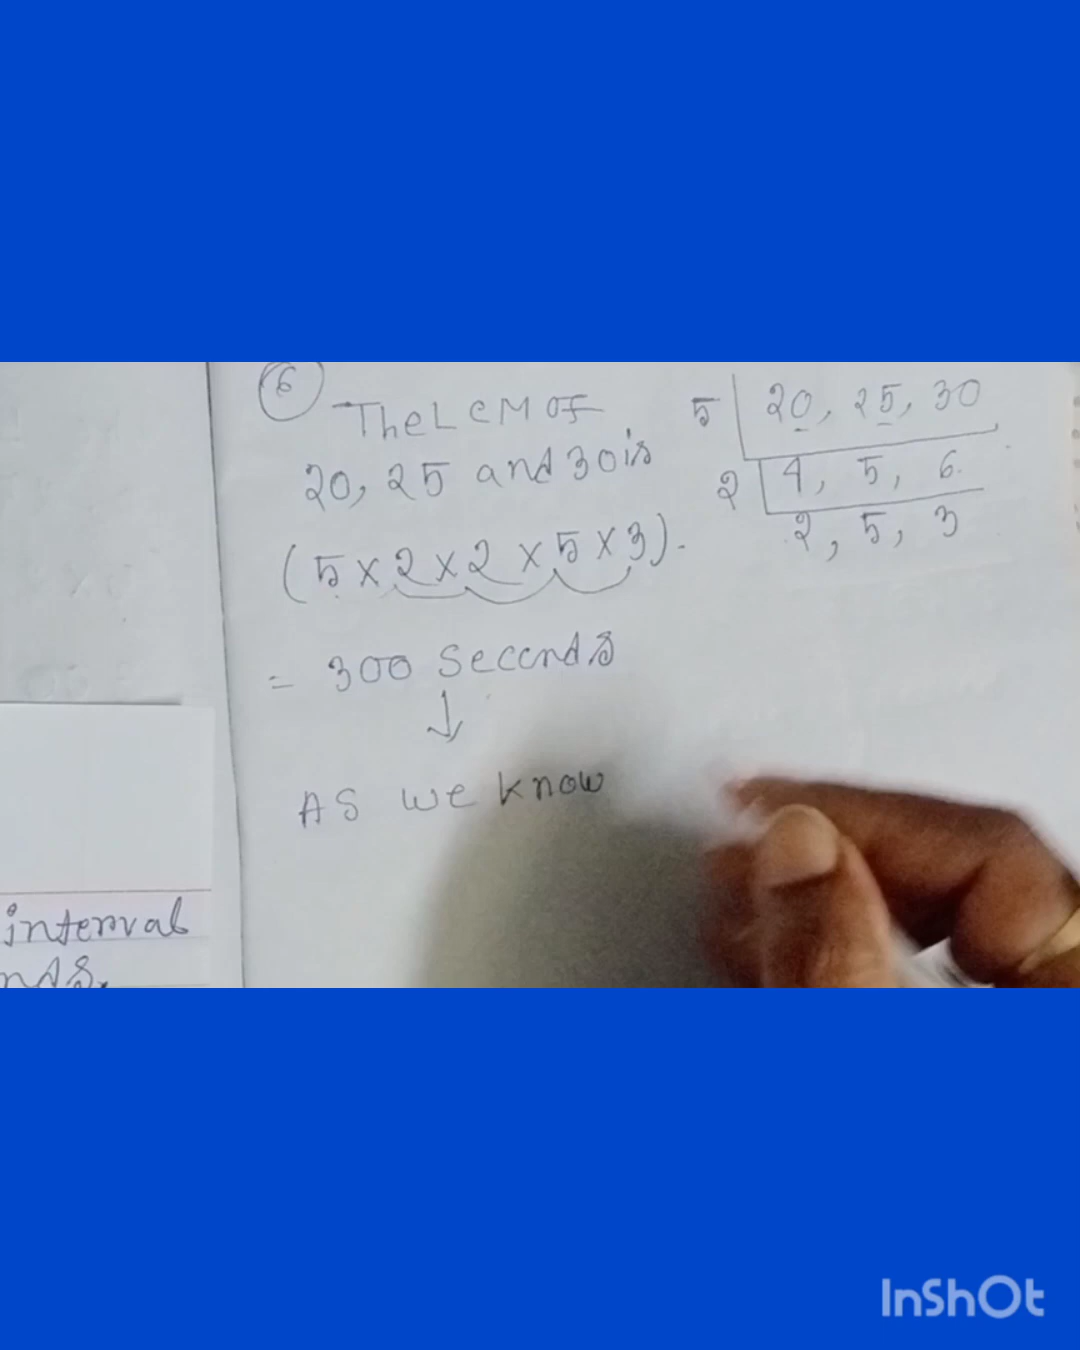 6
The LCM OF
20, 25 and 30 is
(5 × 2 × 2 × 5 × 3).
= 300 seconds
↓
AS we know
5 | 20, 25, 30
2 | 4, 5, 6.
2, 5, 3
interval
nds.
InShOt